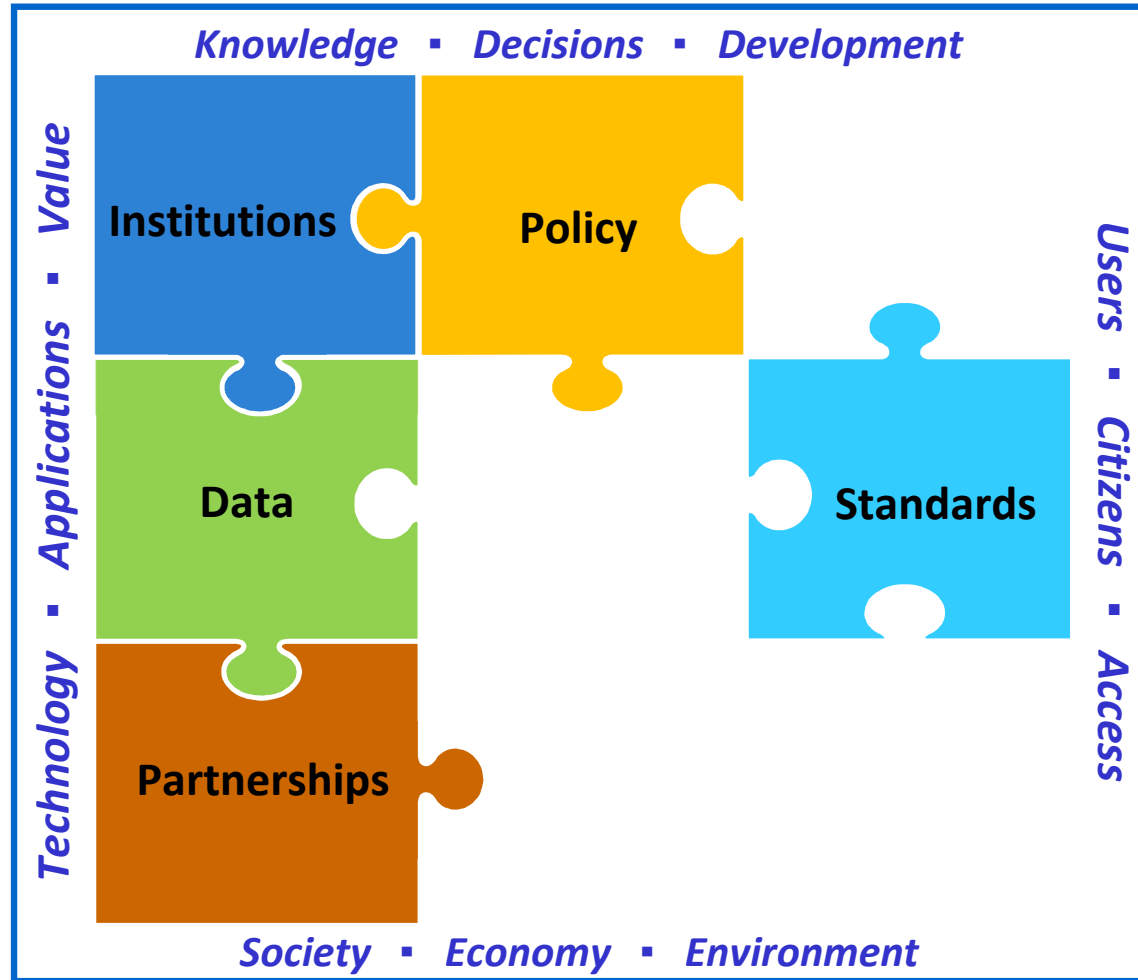 Knowledge ▪ Decisions ▪ Development
Technology ▪ Applications ▪ Value
Institutions
Policy
Data
Standards
Partnerships
Users ▪ Citizens ▪ Access
Society ▪ Economy ▪ Environment